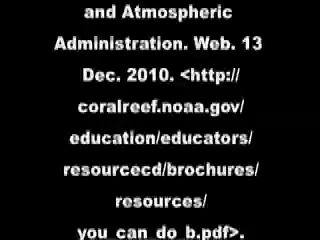 and Atmospheric
Administration. Web. 13
Dec. 2010. <http://
coralreef.noaa.gov/
education/educators/
resourcecd/brochures/
resources/
you_can_do_b.pdf>.